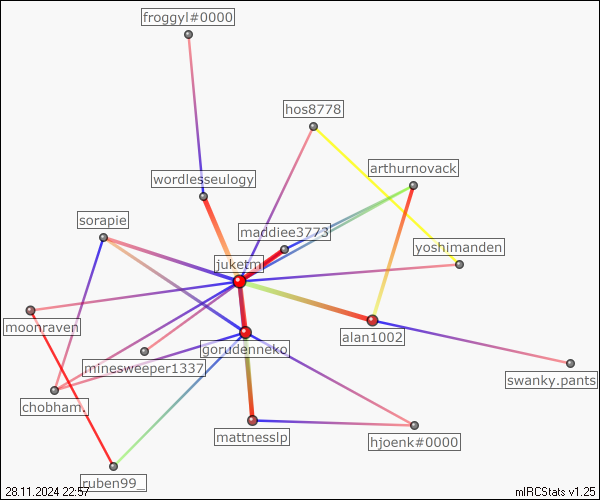 froggyl#0000
hos8778
arthurnovack
wordlesseulogy
sorapie
maddiee3773
yoshimanden
juketm
moonraven
alan1002
gorudenneko
minesweeper1337
swanky.pants
chobham.
mattnesslp
hjoenk#0000
ruben99_
28.11.2024 22:57
mIRCStats v1.25